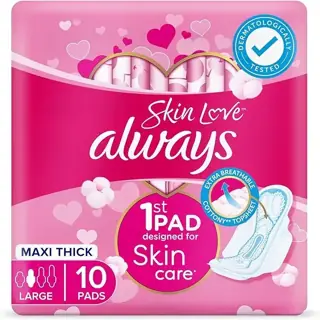 DERMATOLOGICALLY
TESTED
Skin Love™
always
1st
PAD
designed for
Skin
care*
EXTRA BREATHABLE
COTTONY** TOPSHEET
MAXI THICK
LARGE
10
PADS